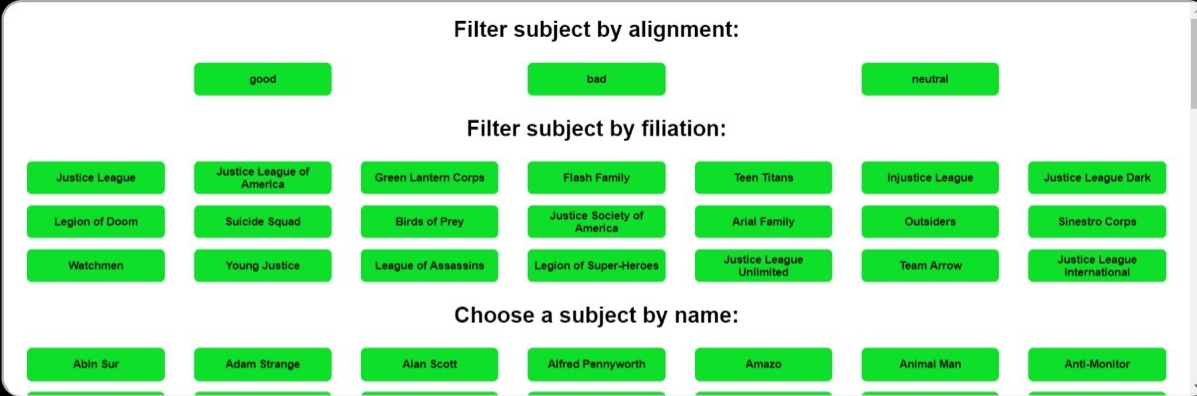 Filter subject by alignment:
good
bad
neutral
Filter subject by filiation:
Justice League
Justice League of
America
Green Lantern Corps
Flash Family
Teen Titans
Injustice League
Justice League Dark
Legion of Doom
Suicide Squad
Birds of Prey
Justice Society of
America
Arial Family
Outsiders
Sinestro Corps
Watchmen
Young Justice
League of Assassins
Legion of Super-Heroes
Justice League
Unlimited
Team Arrow
Justice League
International
Choose a subject by name:
Abin Sur
Adam Strange
Alan Scott
Alfred Pennyworth
Amazo
Animal Man
Anti-Monitor